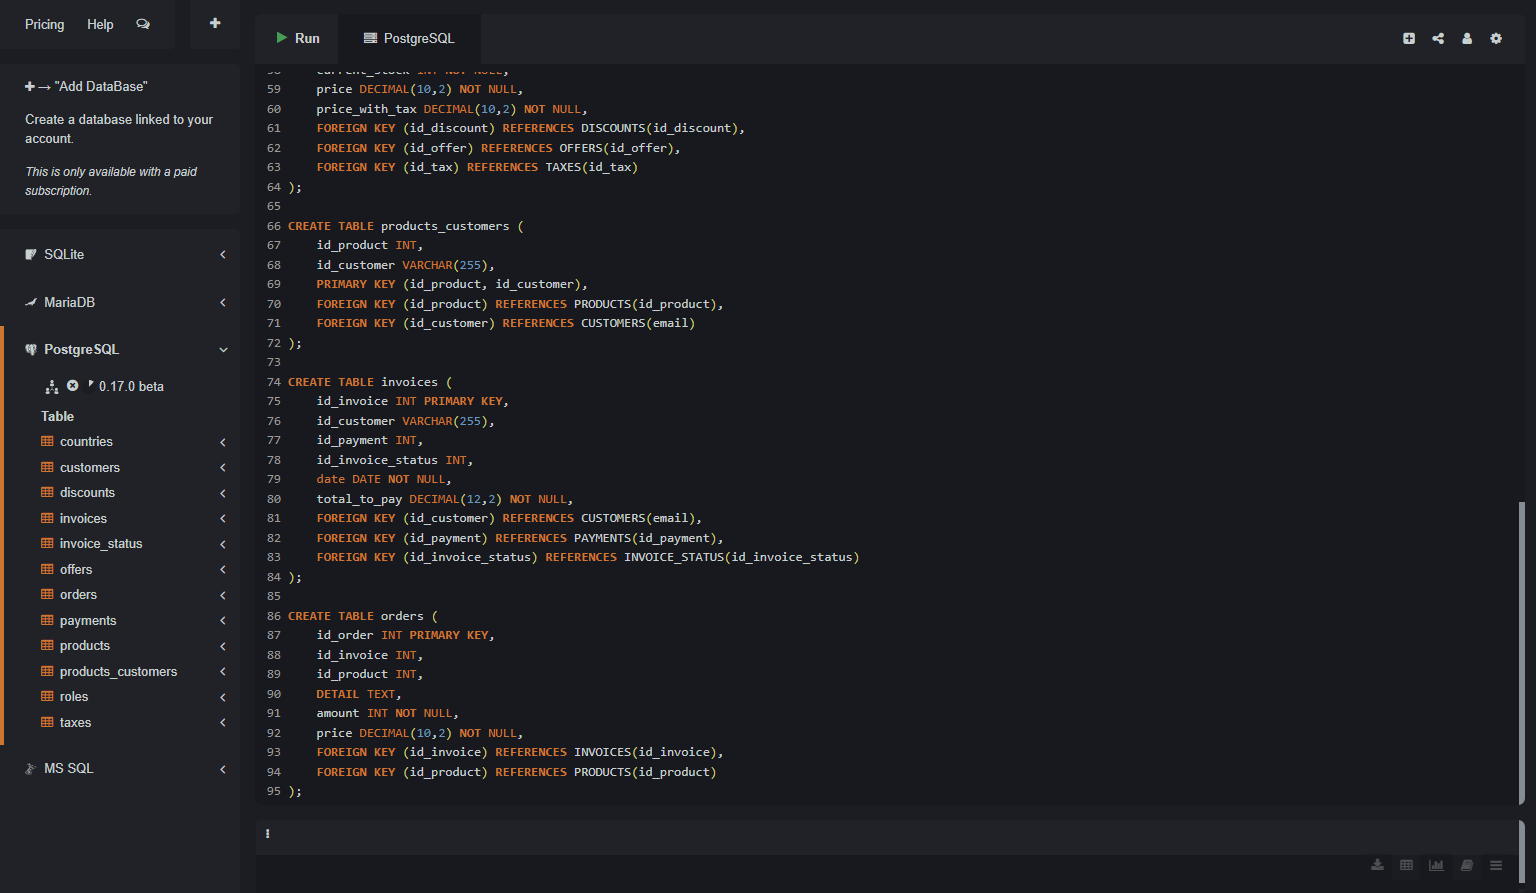 Pricing Help
"Add DataBase"
Create a database linked to your
account.
This is only available with a paid
subscription.
SQLite
MariaDB
PostgreSQL
0.17.0 beta
Table
countries
customers
discounts
invoices
invoice_status
offers
orders
payments
products
products_customers
roles
taxes
MS SQL
Run PostgreSQL
58 current_stock INT NOT NULL,
59 price DECIMAL(10,2) NOT NULL,
60 price_with_tax DECIMAL(10,2) NOT NULL,
61 FOREIGN KEY (id_discount) REFERENCES DISCOUNTS(id_discount),
62 FOREIGN KEY (id_offer) REFERENCES OFFERS(id_offer),
63 FOREIGN KEY (id_tax) REFERENCES TAXES(id_tax)
64 );
65
66 CREATE TABLE products_customers (
67 id_product INT,
68 id_customer VARCHAR(255),
69 PRIMARY KEY (id_product, id_customer),
70 FOREIGN KEY (id_product) REFERENCES PRODUCTS(id_product),
71 FOREIGN KEY (id_customer) REFERENCES CUSTOMERS(email)
72 );
73
74 CREATE TABLE invoices (
75 id_invoice INT PRIMARY KEY,
76 id_customer VARCHAR(255),
77 id_payment INT,
78 id_invoice_status INT,
79 date DATE NOT NULL,
80 total_to_pay DECIMAL(12,2) NOT NULL,
81 FOREIGN KEY (id_customer) REFERENCES CUSTOMERS(email),
82 FOREIGN KEY (id_payment) REFERENCES PAYMENTS(id_payment),
83 FOREIGN KEY (id_invoice_status) REFERENCES INVOICE_STATUS(id_invoice_status)
84 );
85
86 CREATE TABLE orders (
87 id_order INT PRIMARY KEY,
88 id_invoice INT,
89 id_product INT,
90 DETAIL TEXT,
91 amount INT NOT NULL,
92 price DECIMAL(10,2) NOT NULL,
93 FOREIGN KEY (id_invoice) REFERENCES INVOICES(id_invoice),
94 FOREIGN KEY (id_product) REFERENCES PRODUCTS(id_product)
95 );